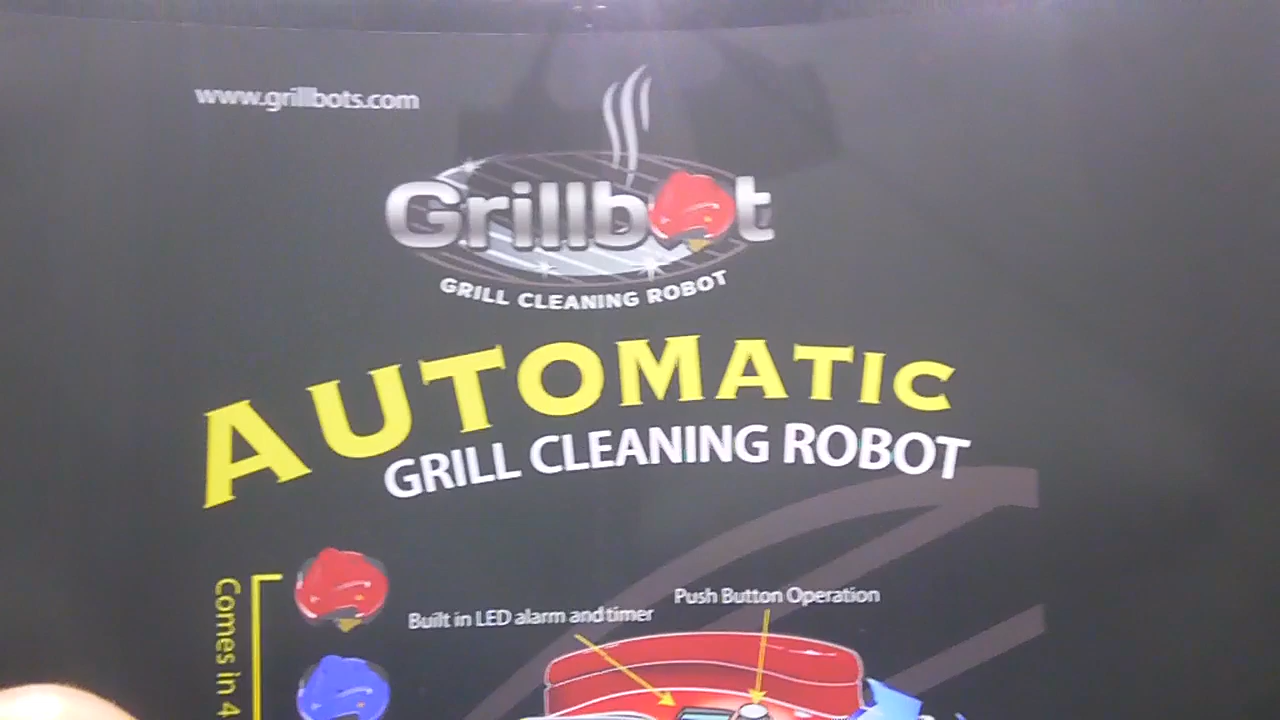 www.grillbots.com
Grillbot
GRILL CLEANING ROBOT
AUTOMATIC
GRILL CLEANING ROBOT
Comes in 4
Built in LED alarm and timer
Push Button Operation